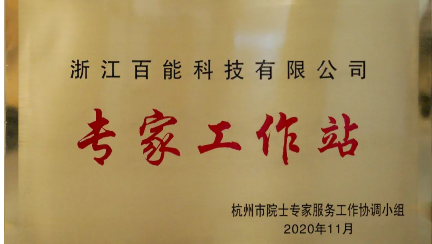 浙江百能科技有限公司
专家工作站
杭州市院士专家服务工作协调小组
2020年11月